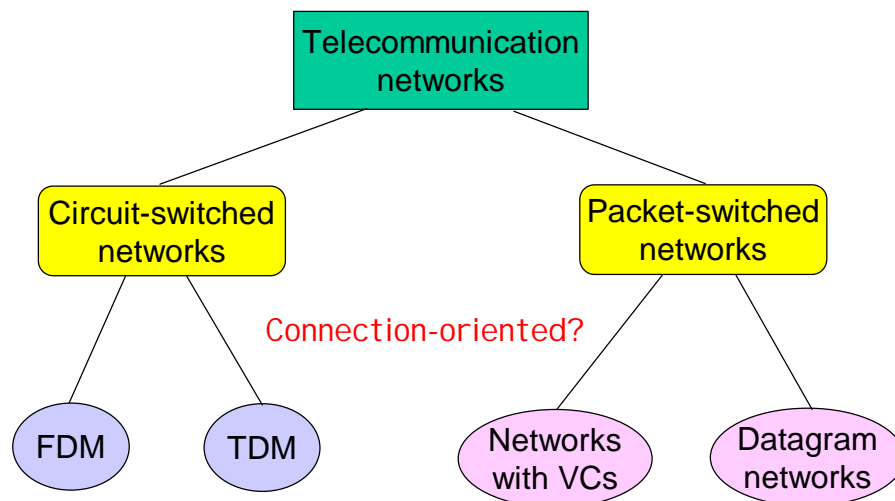 Telecommunication
networks
Circuit-switched
networks
Packet-switched
networks
Connection-oriented?
FDM
TDM
Networks
with VCs
Datagram
networks